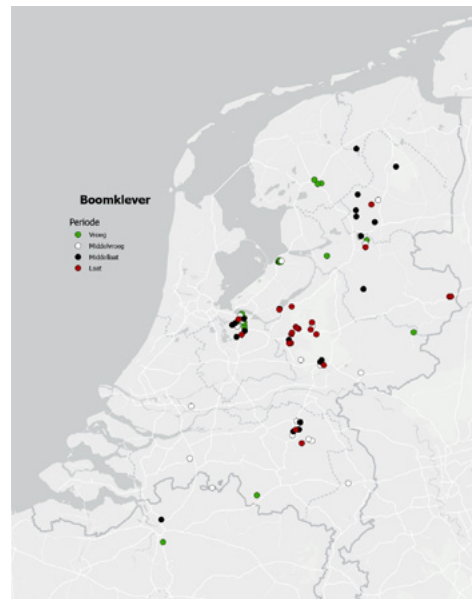 Boomklever
Periode
Vroeg
Middelvroeg
Middellaat
Laat